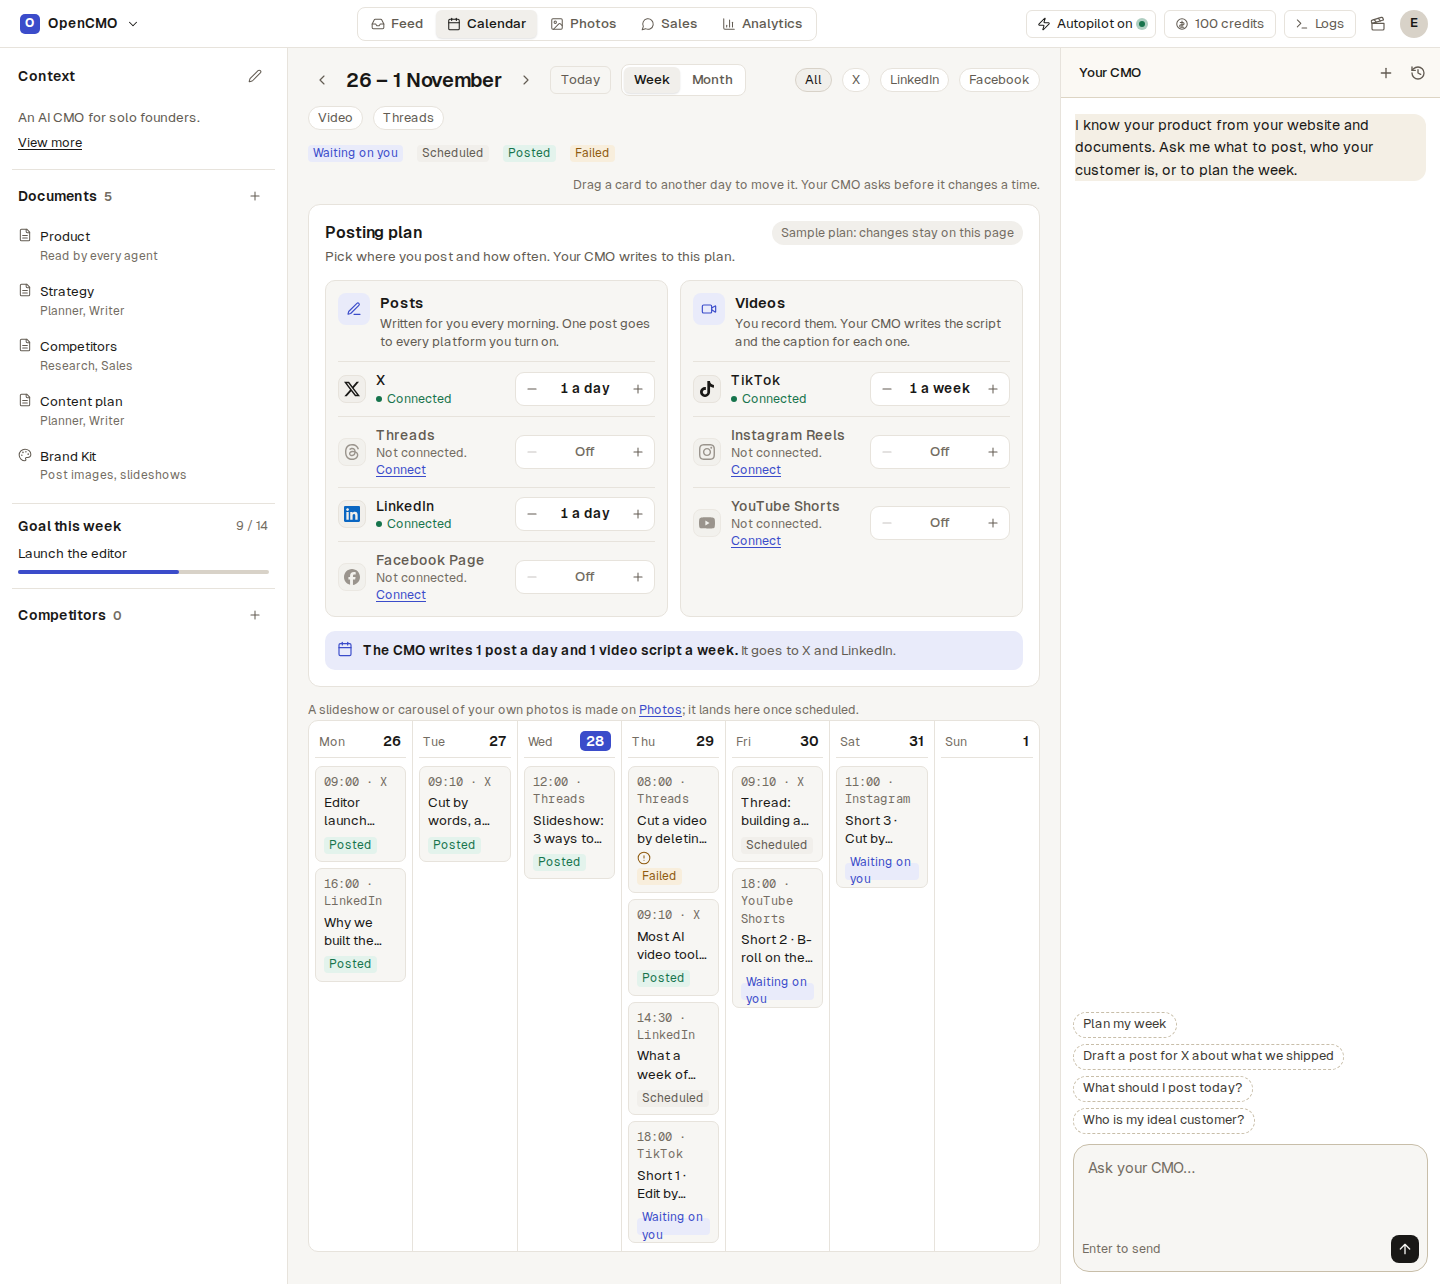 O OpenCMO
Feed Calendar Photos Sales Analytics
Autopilot on 100 credits Logs E
Context
An AI CMO for solo founders.
View more
Documents 5
Product
Read by every agent
Strategy
Planner, Writer
Competitors
Research, Sales
Content plan
Planner, Writer
Brand Kit
Post images, slideshows
Goal this week 9 / 14
Launch the editor
Competitors 0
26 – 1 November Today Week Month All X LinkedIn Facebook
Video Threads
Waiting on you Scheduled Posted Failed
Drag a card to another day to move it. Your CMO asks before it changes a time.
Posting plan Sample plan: changes stay on this page
Pick where you post and how often. Your CMO writes to this plan.
Posts
Written for you every morning. One post goes
to every platform you turn on.
X
Connected
1 a day
Threads
Not connected.
Connect
Off
LinkedIn
Connected
1 a day
Facebook Page
Not connected.
Connect
Off
Videos
You record them. Your CMO writes the script
and the caption for each one.
TikTok
Connected
1 a week
Instagram Reels
Not connected.
Connect
Off
YouTube Shorts
Not connected.
Connect
Off
The CMO writes 1 post a day and 1 video script a week. It goes to X and LinkedIn.
A slideshow or carousel of your own photos is made on Photos; it lands here once scheduled.
Mon 26
09:00 · X
Editor
launch…
Posted
16:00 ·
LinkedIn
Why we
built the…
Posted
Tue 27
09:10 · X
Cut by
words, a…
Posted
Wed 28
12:00 ·
Threads
Slideshow:
3 ways to…
Posted
Thu 29
08:00 ·
Threads
Cut a video
by deletin…
Failed
09:10 · X
Most AI
video tool…
Posted
14:30 ·
LinkedIn
What a
week of…
Scheduled
18:00 ·
TikTok
Short 1 ·
Edit by…
Waiting on
you
Fri 30
09:10 · X
Thread:
building a…
Scheduled
18:00 ·
YouTube
Shorts
Short 2 · B-
roll on the…
Waiting on
you
Sat 31
11:00 ·
Instagram
Short 3 ·
Cut by…
Waiting on
you
Sun 1
Your CMO
I know your product from your website and
documents. Ask me what to post, who your
customer is, or to plan the week.
Plan my week
Draft a post for X about what we shipped
What should I post today?
Who is my ideal customer?
Ask your CMO...
Enter to send